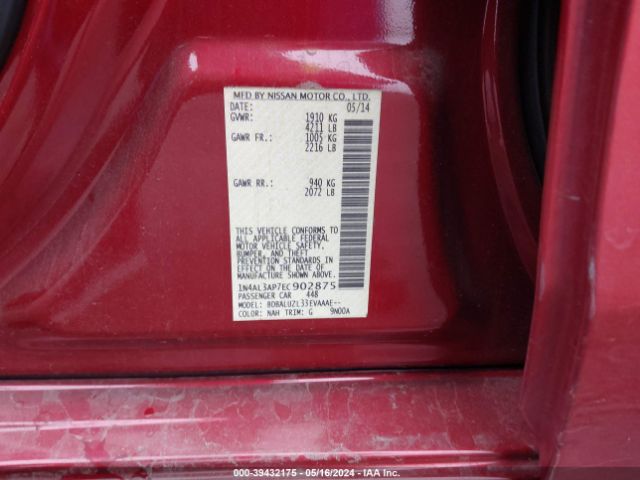 MFD BY NISSAN MOTOR CO., LTD.
DATE: 05/14
GVWR: 1910 KG
4211 LB
GAWR FR.: 1005 KG
2216 LB
GAWR RR.: 940 KG
2072 LB
THIS VEHICLE CONFORMS TO
ALL APPLICABLE FEDERAL
MOTOR VEHICLE SAFETY,
BUMPER, AND THEFT
PREVENTION STANDARDS
IN EFFECT ON THE DATE OF
MANUFACTURE SHOWN ABOVE.
1N4AL3AP7EC902875
PASSENGER CAR 448
MODEL: BDBALUZL33EVAAAE--
COLOR: NAH TRIM: G 9N00A
© IMAGE - 39432175 - 05/16/2024 - IAA Inc.